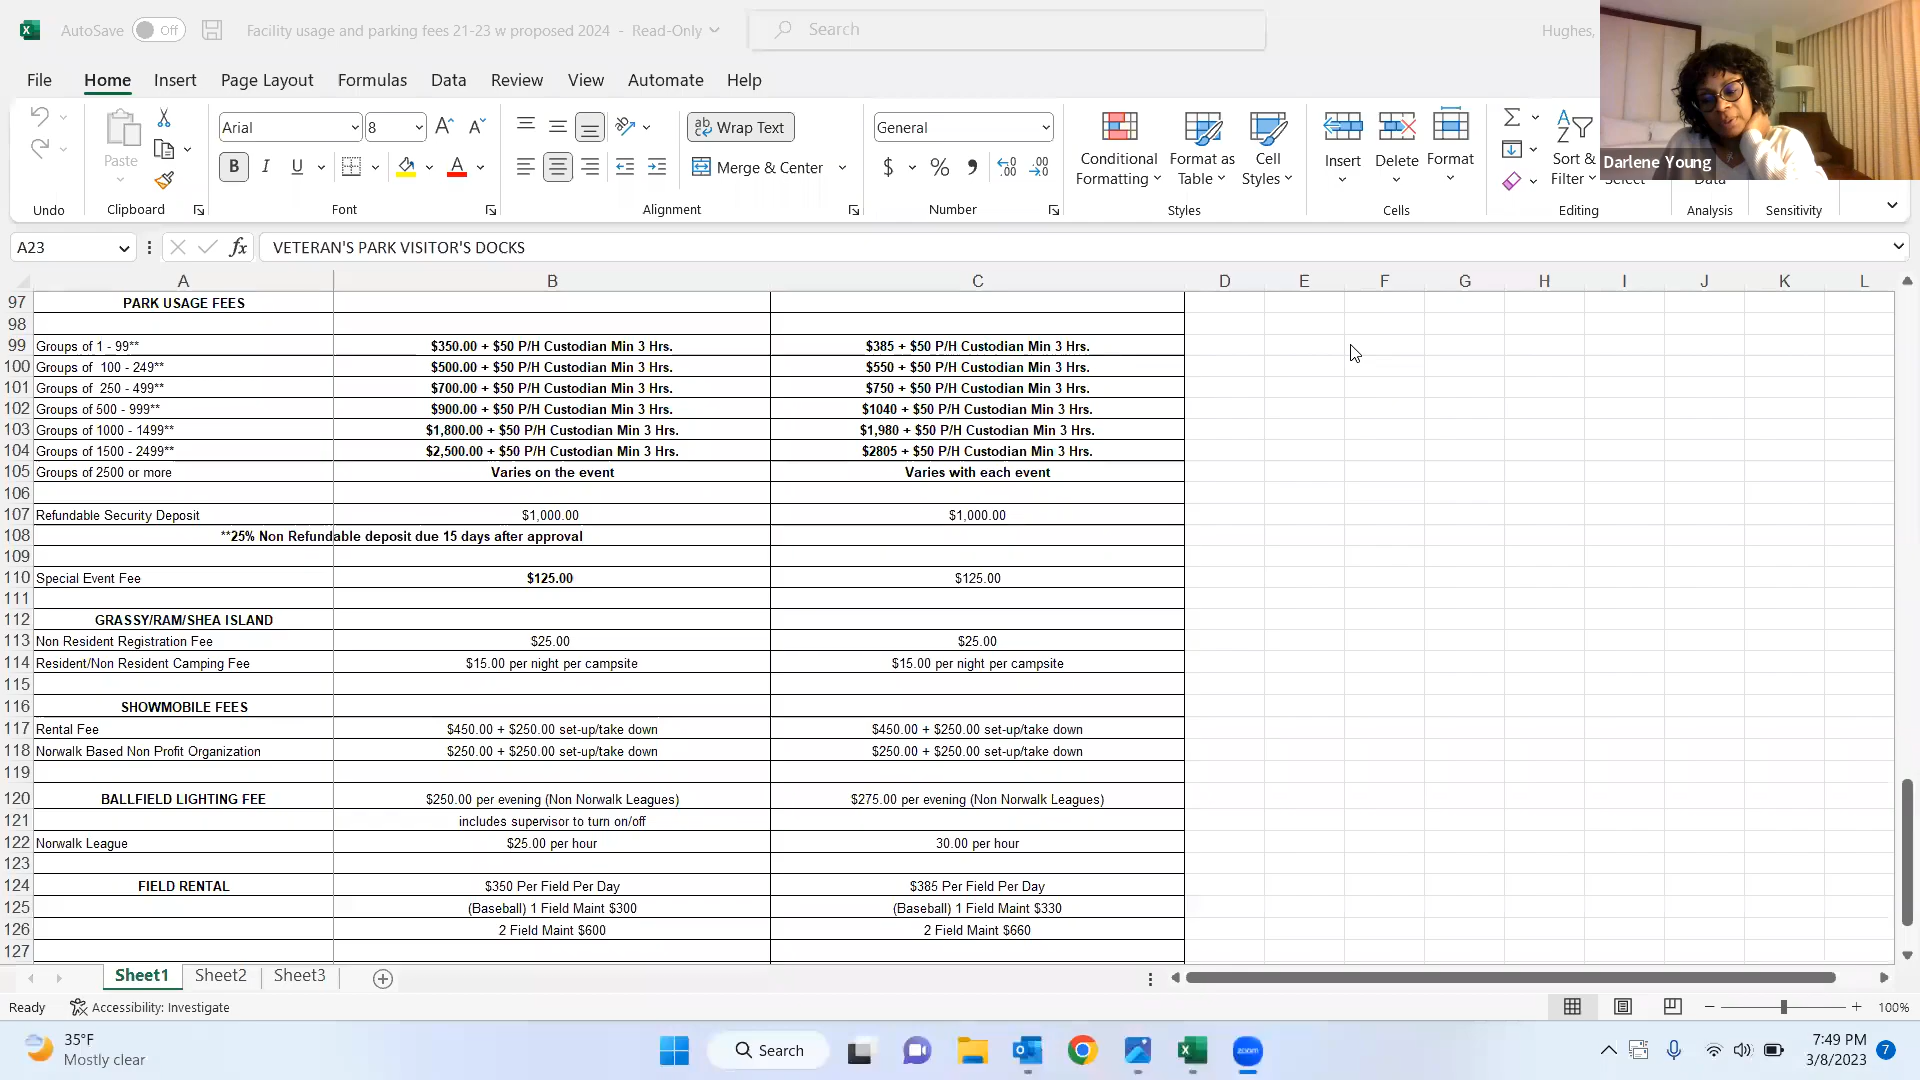 AutoSave Off Facility usage and parking fees 21-23 w proposed 2024 - Read-Only Search Hughes,
File Home Insert Page Layout Formulas Data Review View Automate Help
Paste Arial 8 Wrap Text General Conditional Formatting Format as Table Cell Styles Insert Delete Format Sort & Filter
B I U Merge & Center $ % Darlene Young
Undo Clipboard Font Alignment Number Styles Cells Editing Analysis Sensitivity
A23 fx VETERAN'S PARK VISITOR'S DOCKS
A B C D E F G H I J K L
97 PARK USAGE FEES
98
99 Groups of 1 - 99** $350.00 + $50 P/H Custodian Min 3 Hrs. $385 + $50 P/H Custodian Min 3 Hrs.
100 Groups of 100 - 249** $500.00 + $50 P/H Custodian Min 3 Hrs. $550 + $50 P/H Custodian Min 3 Hrs.
101 Groups of 250 - 499** $700.00 + $50 P/H Custodian Min 3 Hrs. $750 + $50 P/H Custodian Min 3 Hrs.
102 Groups of 500 - 999** $900.00 + $50 P/H Custodian Min 3 Hrs. $1040 + $50 P/H Custodian Min 3 Hrs.
103 Groups of 1000 - 1499** $1,800.00 + $50 P/H Custodian Min 3 Hrs. $1,980 + $50 P/H Custodian Min 3 Hrs.
104 Groups of 1500 - 2499** $2,500.00 + $50 P/H Custodian Min 3 Hrs. $2805 + $50 P/H Custodian Min 3 Hrs.
105 Groups of 2500 or more Varies on the event Varies with each event
106
107 Refundable Security Deposit $1,000.00 $1,000.00
108 **25% Non Refundable deposit due 15 days after approval
109
110 Special Event Fee $125.00 $125.00
111
112 GRASSY/RAM/SHEA ISLAND
113 Non Resident Registration Fee $25.00 $25.00
114 Resident/Non Resident Camping Fee $15.00 per night per campsite $15.00 per night per campsite
115
116 SHOWMOBILE FEES
117 Rental Fee $450.00 + $250.00 set-up/take down $450.00 + $250.00 set-up/take down
118 Norwalk Based Non Profit Organization $250.00 + $250.00 set-up/take down $250.00 + $250.00 set-up/take down
119
120 BALLFIELD LIGHTING FEE $250.00 per evening (Non Norwalk Leagues) $275.00 per evening (Non Norwalk Leagues)
121 includes supervisor to turn on/off
122 Norwalk League $25.00 per hour 30.00 per hour
123
124 FIELD RENTAL $350 Per Field Per Day $385 Per Field Per Day
125 (Baseball) 1 Field Maint $300 (Baseball) 1 Field Maint $330
126 2 Field Maint $600 2 Field Maint $660
127
Sheet1 Sheet2 Sheet3
Ready Accessibility: Investigate 100%
35°F 7:49 PM
Mostly clear Search zoom 3/8/2023 7